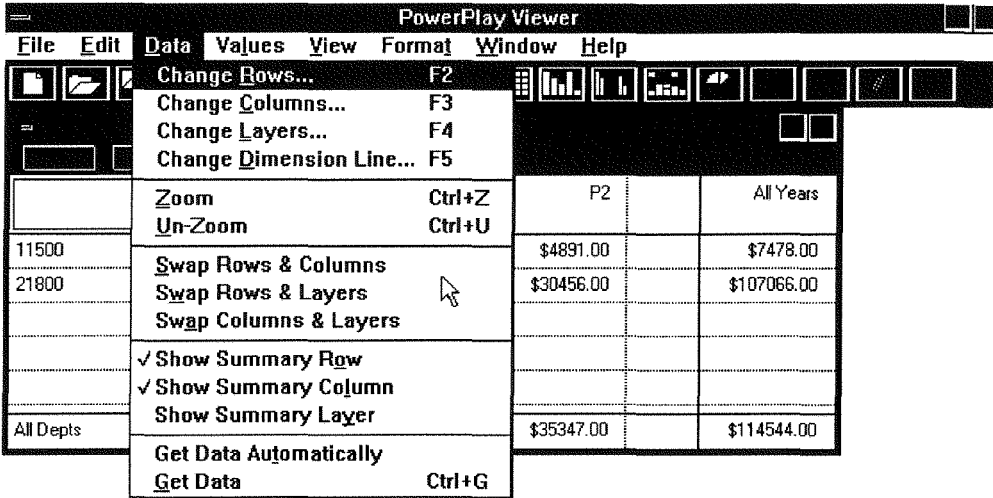 PowerPlay Viewer
File Edit Data Values View Format Window Help
Change Rows... F2
Change Columns... F3
Change Layers... F4
Change Dimension Line... F5
Zoom Ctrl+Z
Un-Zoom Ctrl+U
Swap Rows & Columns
Swap Rows & Layers
Swap Columns & Layers
✓ Show Summary Row
✓ Show Summary Column
Show Summary Layer
Get Data Automatically
Get Data Ctrl+G
P2 All Years
11500 $4891.00 $7478.00
21800 $30456.00 $107066.00
All Depts $35347.00 $114544.00